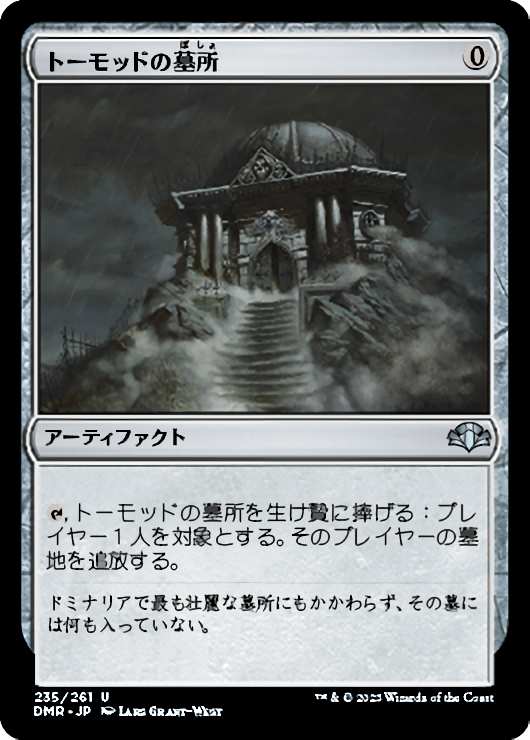 トーモッドの墓所
ぼしょ
0
アーティファクト
,トーモッドの墓所を生け贄に捧げる：プレ
イヤー１人を対象とする。そのプレイヤーの墓
地を追放する。
ドミナリアで最も壮麗な墓所にもかかわらず、その墓に
は何も入っていない。
235/261 U
DMR • JP Lars Grant-West
™ & © 2023 Wizards of the Coast